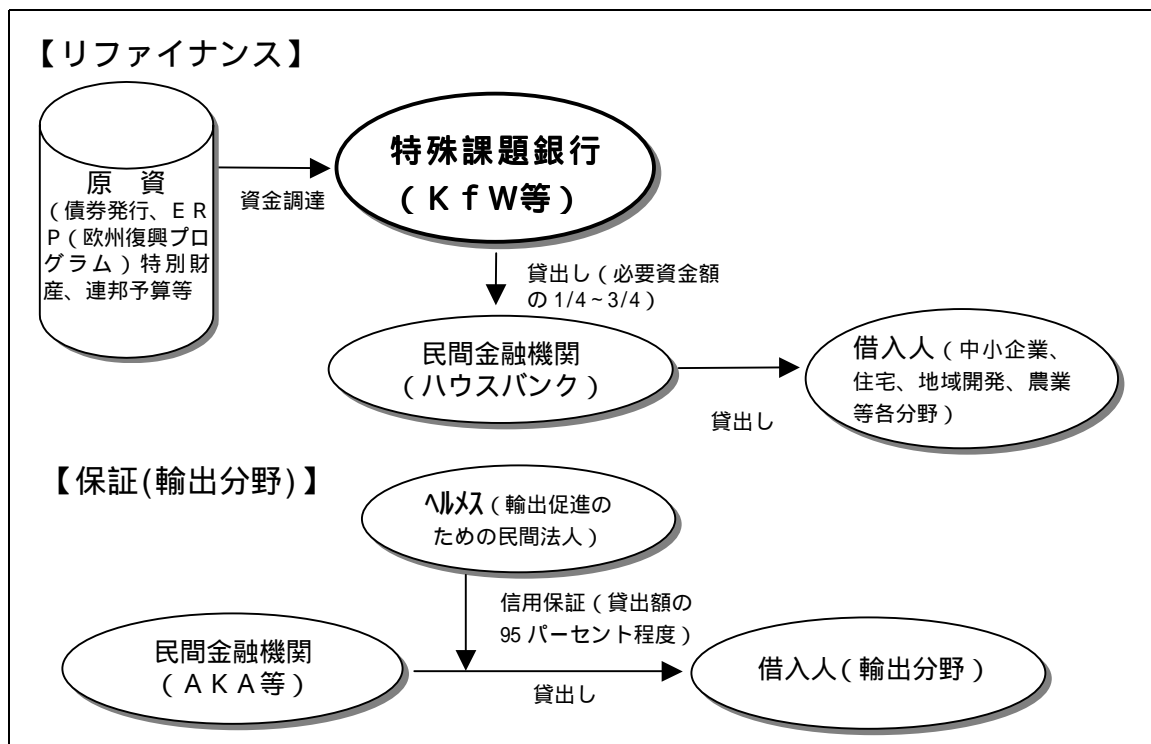 【リファイナンス】
原　資
（債券発行、ＥＲ
Ｐ（欧州復興プロ
グラム）特別財
産、連邦予算等
資金調達
特殊課題銀行
（ＫｆＷ等）
貸出し（必要資金額
の 1/4～3/4）
民間金融機関
（ハウスバンク）
貸出し
借入人（中小企業、
住宅、地域開発、農業
等各分野）
【保証(輸出分野)】
ﾍﾙﾒｽ（輸出促進の
ための民間法人）
信用保証（貸出額の
95 パーセント程度）
民間金融機関
（ＡＫＡ等）
貸出し
借入人（輸出分野）